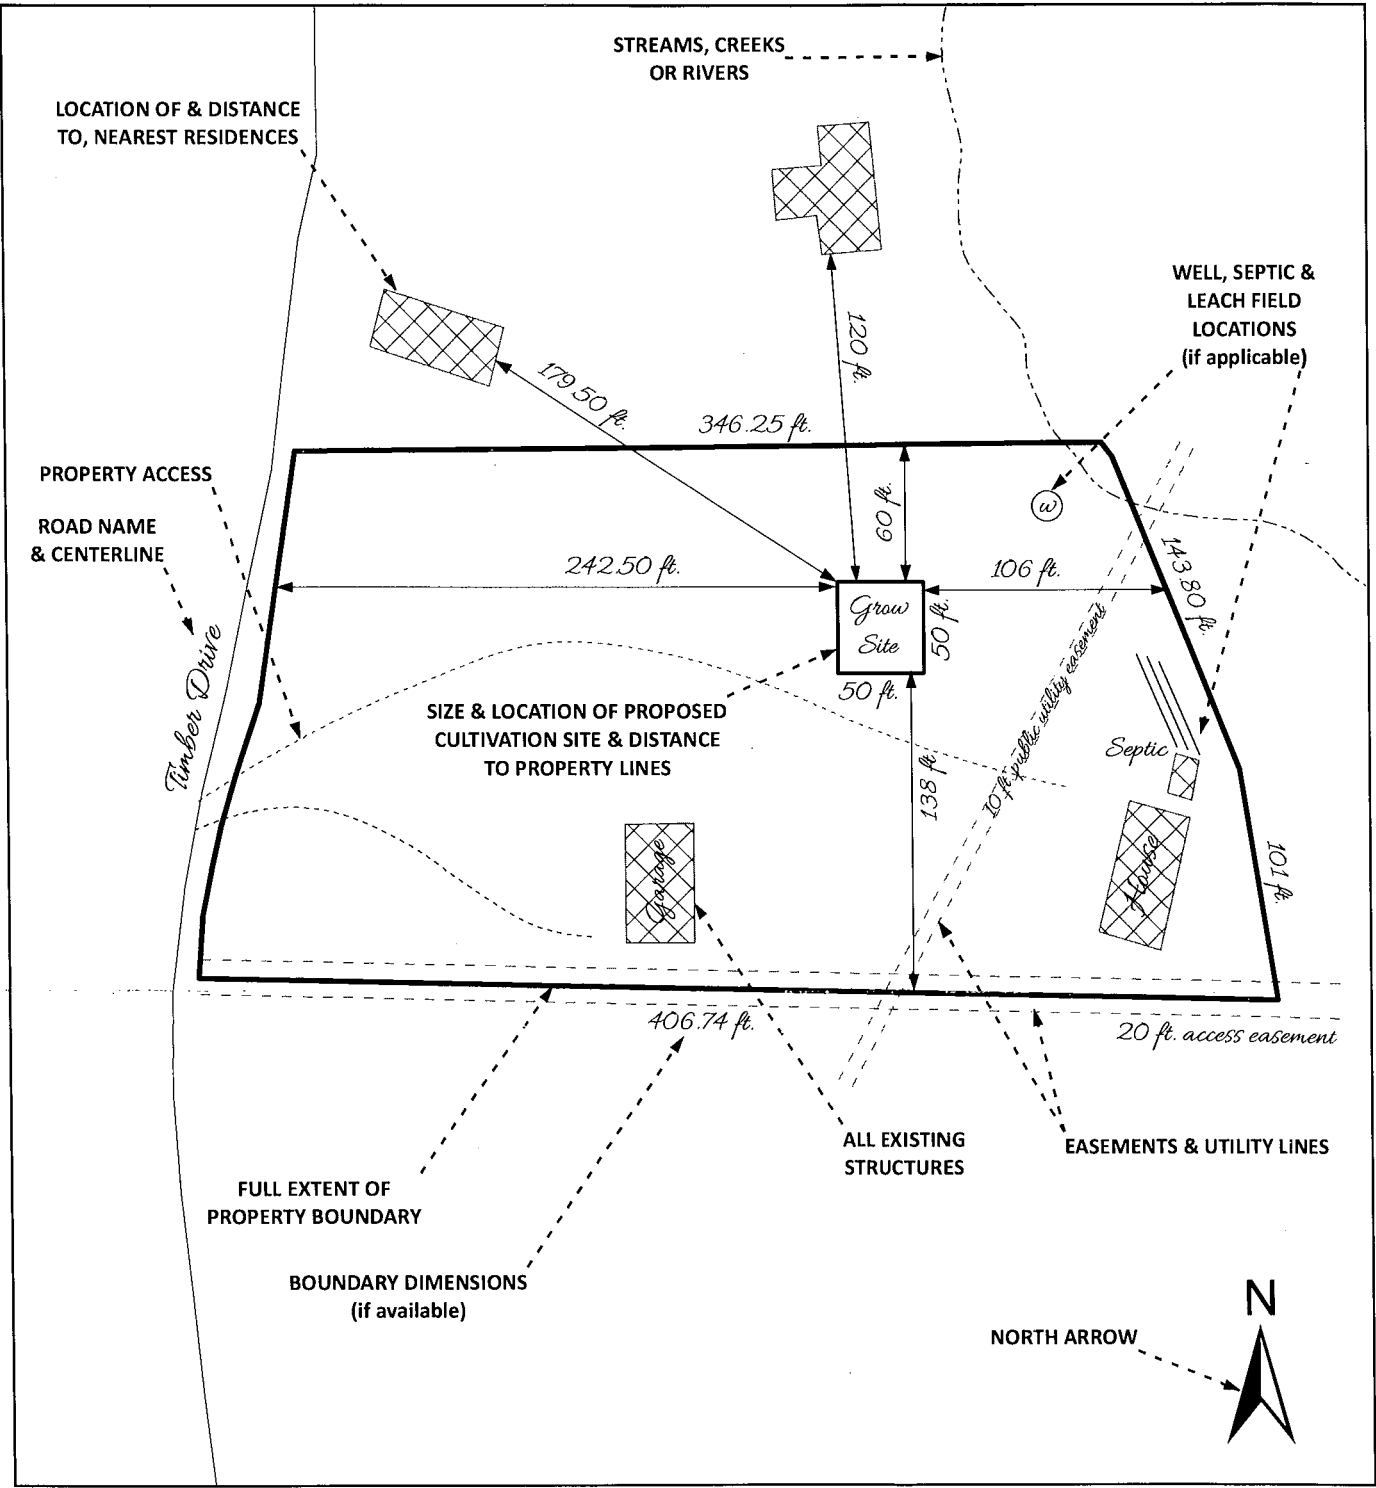 STREAMS, CREEKS
OR RIVERS
LOCATION OF & DISTANCE
TO, NEAREST RESIDENCES
WELL, SEPTIC &
LEACH FIELD
LOCATIONS
(if applicable)
120 ft.
179.50 ft.
346.25 ft.
PROPERTY ACCESS
ROAD NAME
& CENTERLINE
60 ft.
w
242.50 ft.
106 ft.
143.80 ft.
Grow
Site
50 ft.
50 ft.
10 ft public utility easement
Timber Drive
SIZE & LOCATION OF PROPOSED
CULTIVATION SITE & DISTANCE
TO PROPERTY LINES
Septic
138 ft.
Garage
House
101 ft.
406.74 ft.
20 ft. access easement
ALL EXISTING
STRUCTURES
EASEMENTS & UTILITY LINES
FULL EXTENT OF
PROPERTY BOUNDARY
BOUNDARY DIMENSIONS
(if available)
N
NORTH ARROW